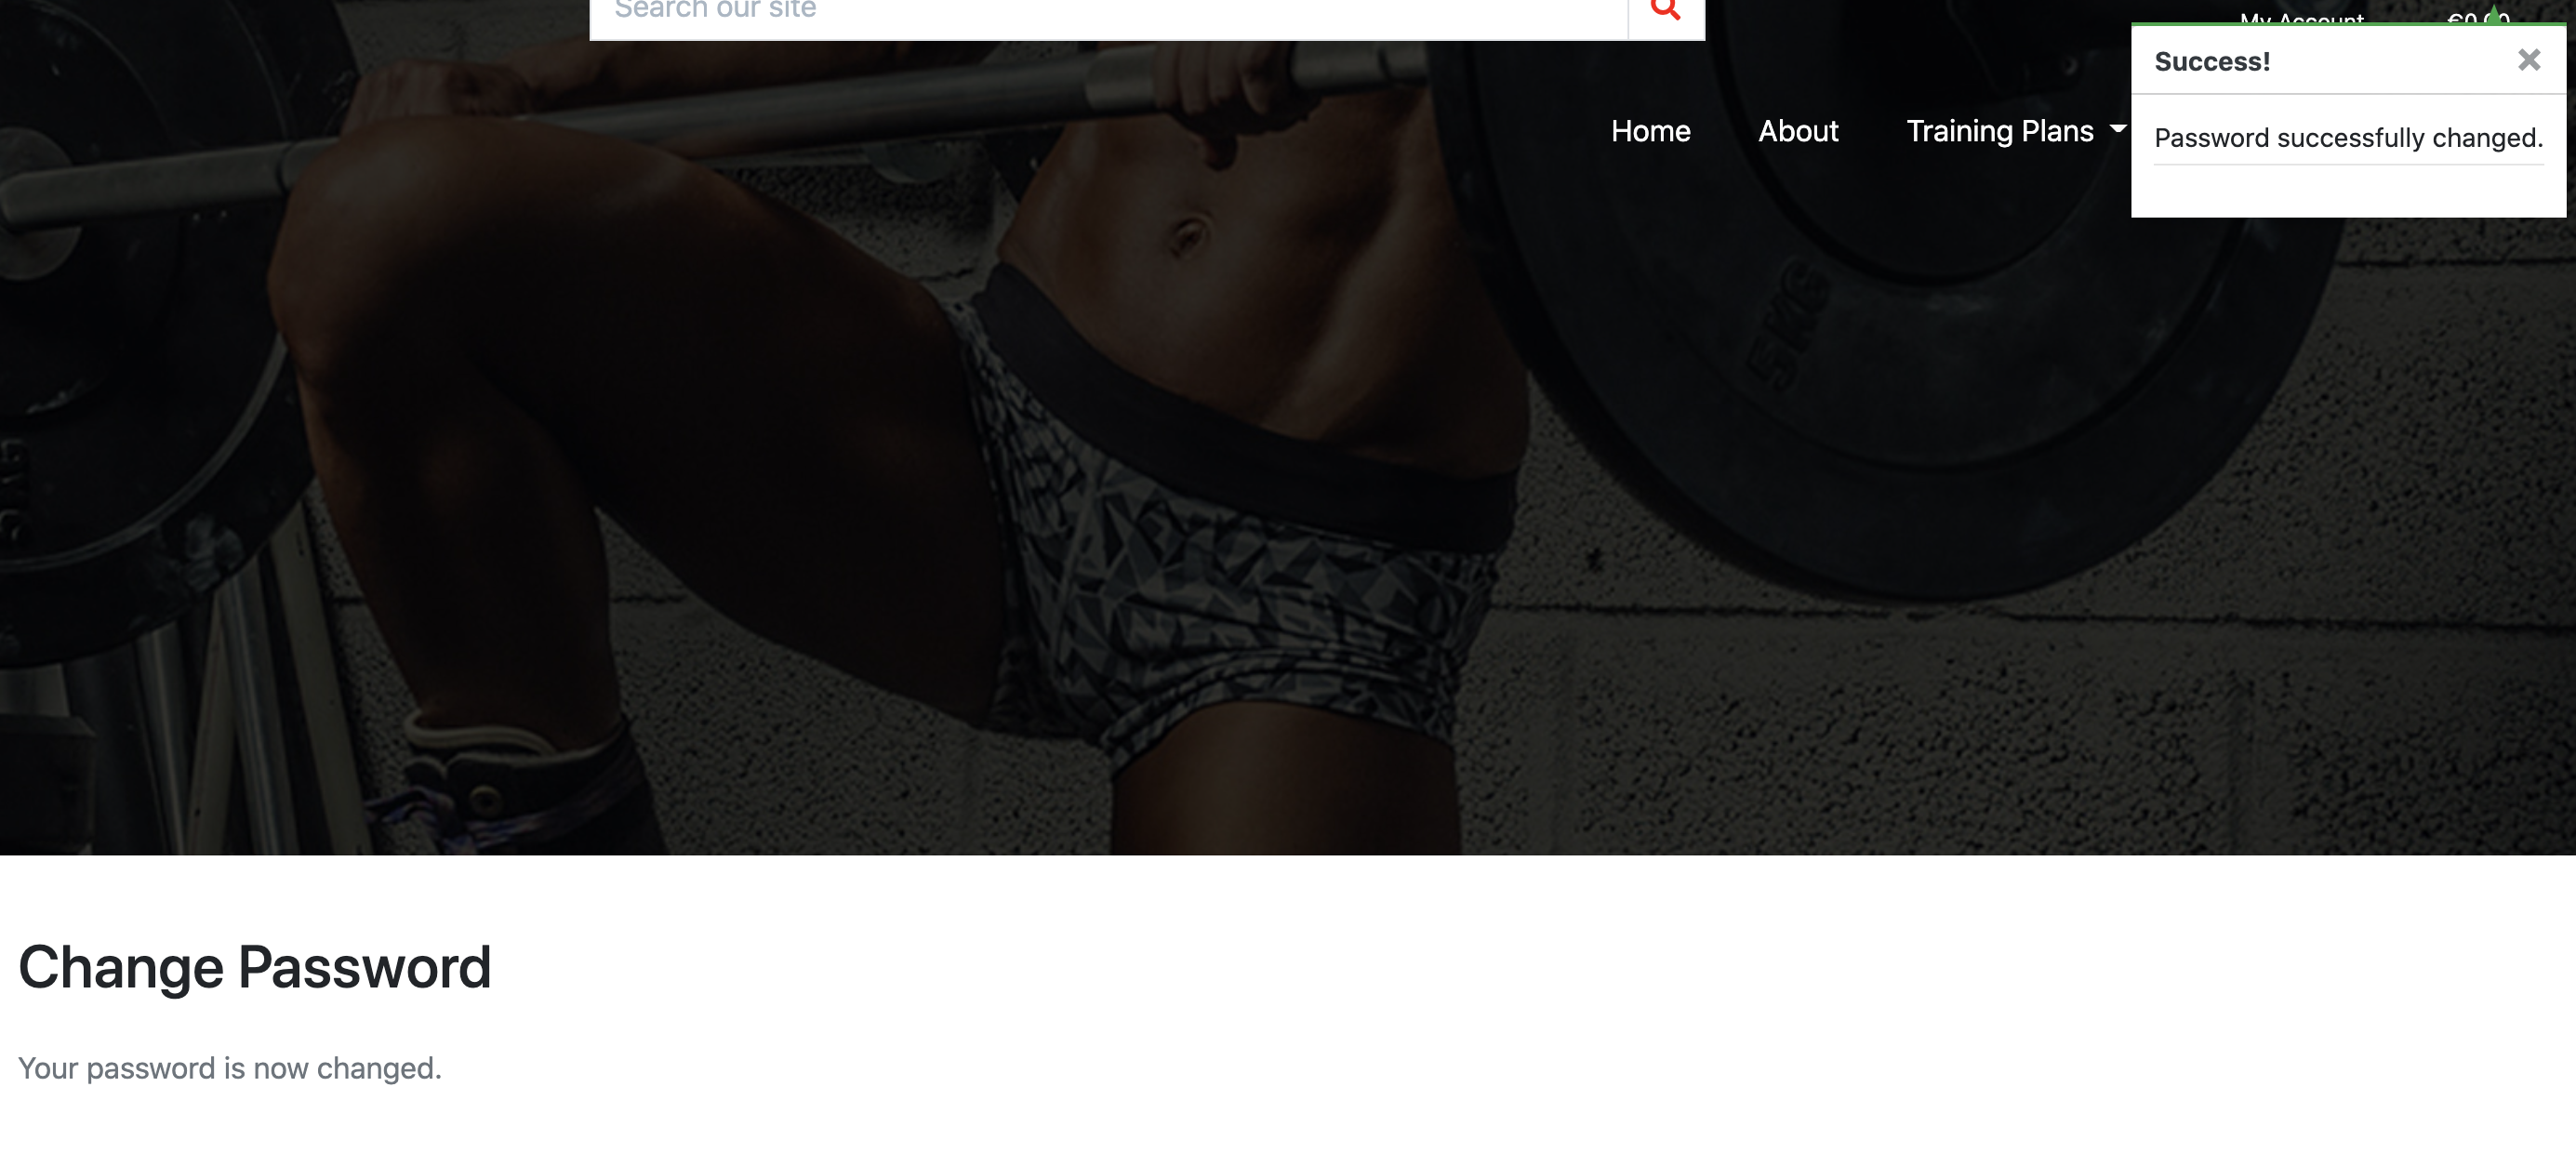 Search our site
My Account €0.00
Success!
Home About Training Plans
Password successfully changed.
5KG
Change Password
Your password is now changed.